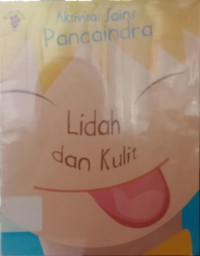 Aktivitas Sains
Pancaindra
Lidah
dan Kulit